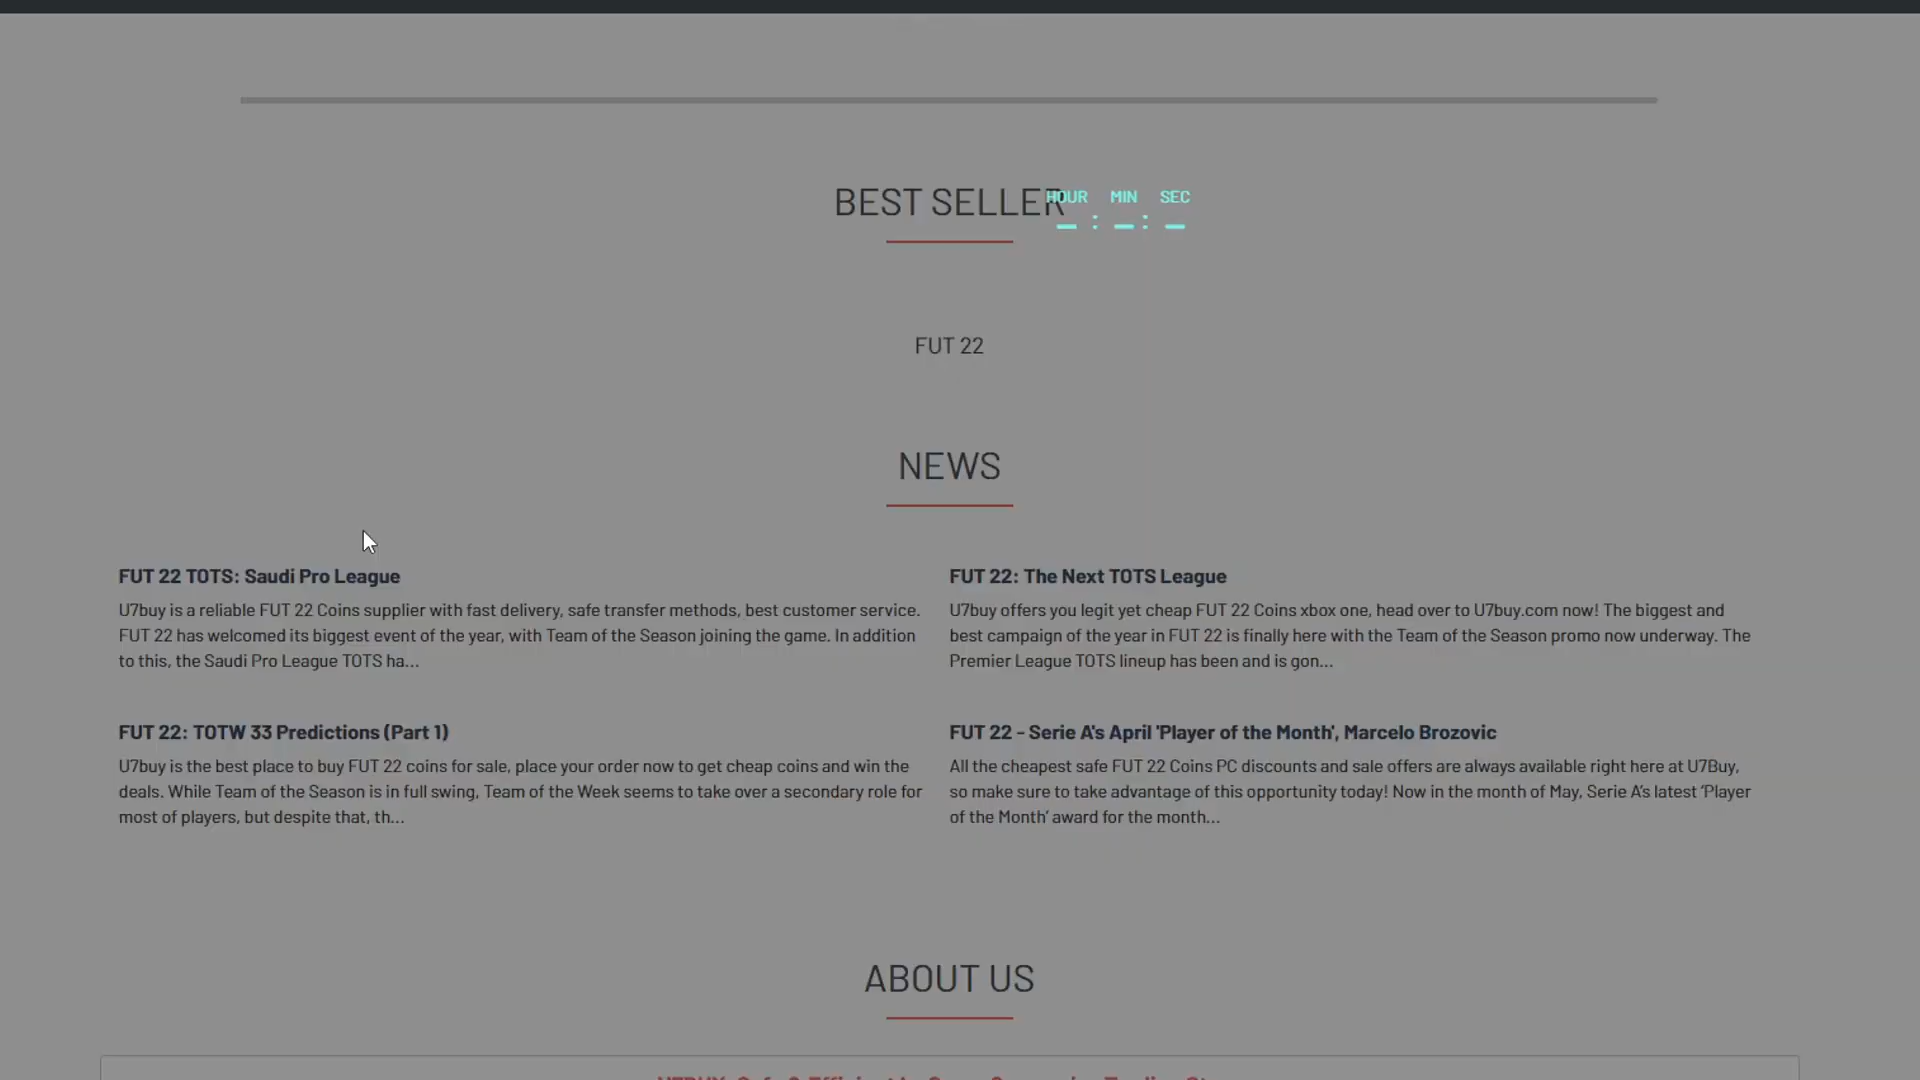 BEST SELLER
HOUR MIN SEC
– : – : –
FUT 22
NEWS
FUT 22 TOTS: Saudi Pro League
U7buy is a reliable FUT 22 Coins supplier with fast delivery, safe transfer methods, best customer service.
FUT 22 has welcomed its biggest event of the year, with Team of the Season joining the game. In addition
to this, the Saudi Pro League TOTS ha...
FUT 22: The Next TOTS League
U7buy offers you legit yet cheap FUT 22 Coins xbox one, head over to U7buy.com now! The biggest and
best campaign of the year in FUT 22 is finally here with the Team of the Season promo now underway. The
Premier League TOTS lineup has been and is gon...
FUT 22: TOTW 33 Predictions (Part 1)
U7buy is the best place to buy FUT 22 coins for sale, place your order now to get cheap coins and win the
deals. While Team of the Season is in full swing, Team of the Week seems to take over a secondary role for
most of players, but despite that, th...
FUT 22 - Serie A's April 'Player of the Month', Marcelo Brozovic
All the cheapest safe FUT 22 Coins PC discounts and sale offers are always available right here at U7Buy,
so make sure to take advantage of this opportunity today! Now in the month of May, Serie A's latest ‘Player
of the Month’ award for the month...
ABOUT US